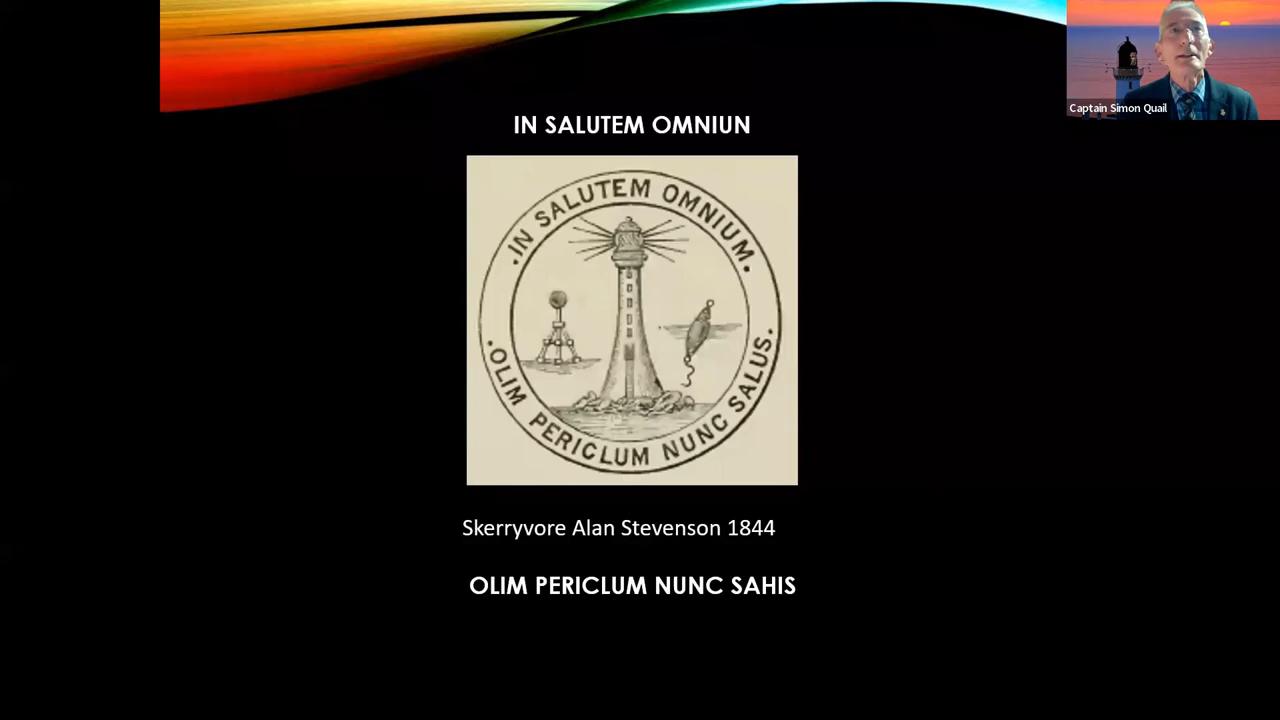 IN SALUTEM OMNIUN
.IN SALUTEM OMNIUM.
.OLIM PERICLUM NUNC SALUS.
Skerryvore Alan Stevenson 1844
OLIM PERICLUM NUNC SAHIS
Captain Simon Quail